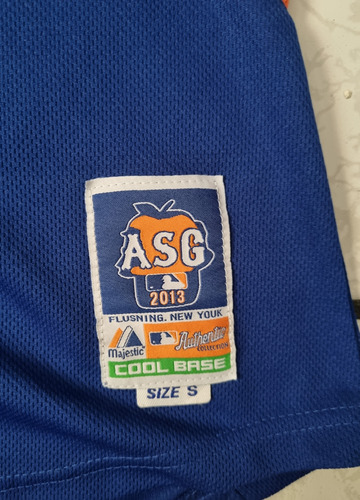 ASG
2013
FLUSNING. NEW YOUK
Majestic
Authentic
COLLECTION
COOL BASE
SIZE S